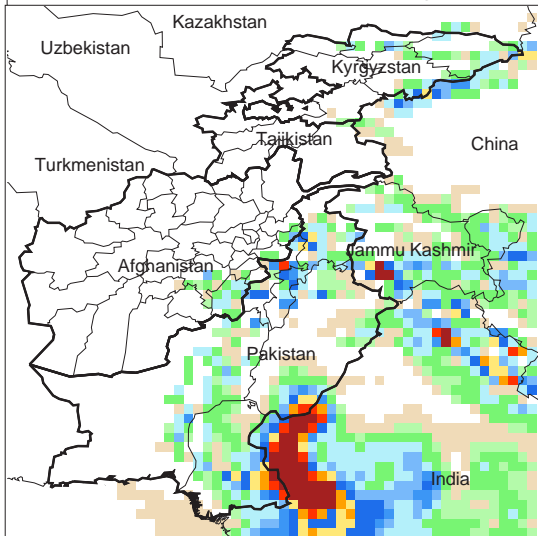 Kazakhstan
Uzbekistan
Kyrgyzstan
Tajikistan
China
Turkmenistan
Jammu Kashmir
Afghanistan
Pakistan
India